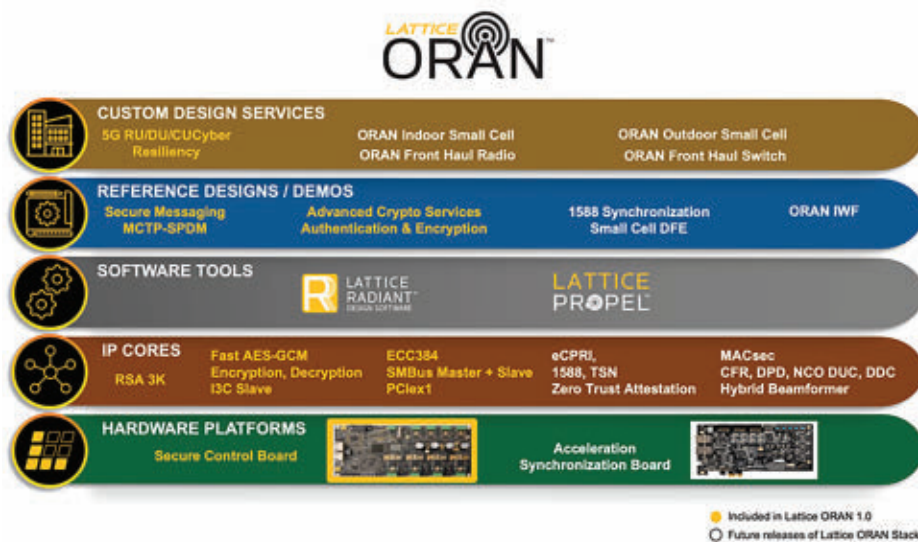 LATTICE
ORAN™
CUSTOM DESIGN SERVICES
5G RU/DU/CUCyber
Resiliency
ORAN Indoor Small Cell
ORAN Front Haul Radio
ORAN Outdoor Small Cell
ORAN Front Haul Switch
REFERENCE DESIGNS / DEMOS
Secure Messaging
MCTP-SPDM
Advanced Crypto Services
Authentication & Encryption
1588 Synchronization
Small Cell DFE
ORAN IWF
SOFTWARE TOOLS
R
LATTICE
RADIANT™
DESIGN SOFTWARE
LATTICE
PROPEL™
IP CORES
RSA 3K
Fast AES-GCM
Encryption, Decryption
I3C Slave
ECC384
SMBus Master + Slave
PCIex1
eCPRI,
1588, TSN
Zero Trust Attestation
MACsec
CFR, DPD, NCO DUC, DDC
Hybrid Beamformer
HARDWARE PLATFORMS
Secure Control Board
Acceleration
Synchronization Board
Included in Lattice ORAN 1.0
Future releases of Lattice ORAN Stack